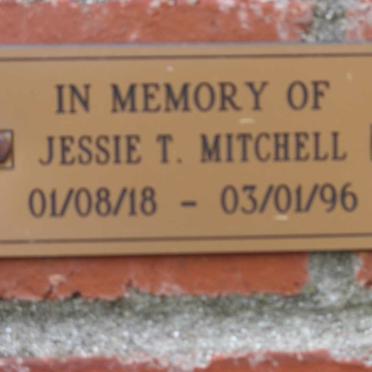 IN MEMORY OF
JESSIE T. MITCHELL
01/08/18 - 03/01/96